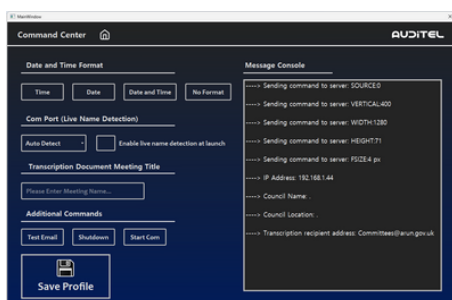 MainWindow
Command Center
AUDITEL
Date and Time Format
Time
Date
Date and Time
No Format
Com Port (Live Name Detection)
Auto Detect
Enable live name detection at launch
Transcription Document Meeting Title
Please Enter Meeting Name...
Additional Commands
Test Email
Shutdown
Start Com
Save Profile
Message Console
----> Sending command to server: SOURCE:0
----> Sending command to server: VERTICAL:400
----> Sending command to server: WIDTH:1280
----> Sending command to server: HEIGHT:71
----> Sending command to server: FSIZE:4 px
----> IP Address: 192.168.1.44
----> Council Name: .
----> Council Location: .
----> Transcription recipient address: Committees@arun.gov.uk